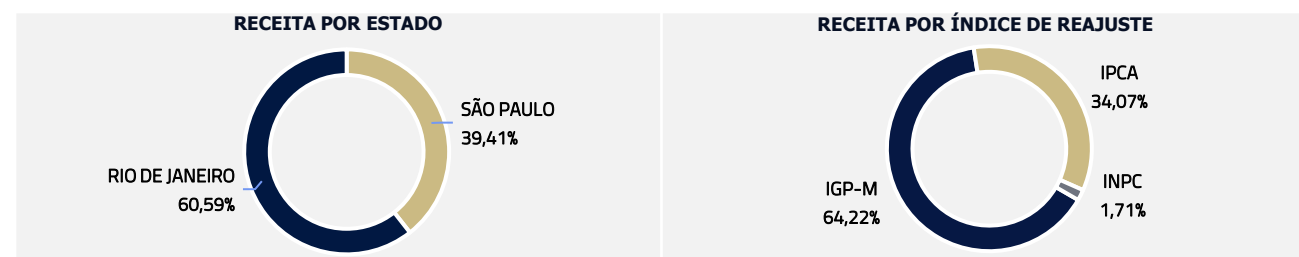 RECEITA POR ESTADO
SÃO PAULO
39,41%
RIO DE JANEIRO
60,59%
RECEITA POR ÍNDICE DE REAJUSTE
IPCA
34,07%
INPC
1,71%
IGP-M
64,22%